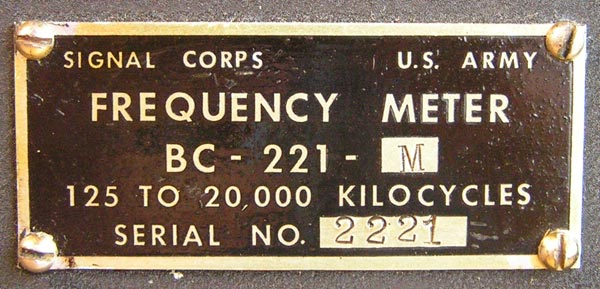 SIGNAL CORPS U.S. ARMY
FREQUENCY METER
BC - 221 - M
125 TO 20,000 KILOCYCLES
SERIAL NO. 2221